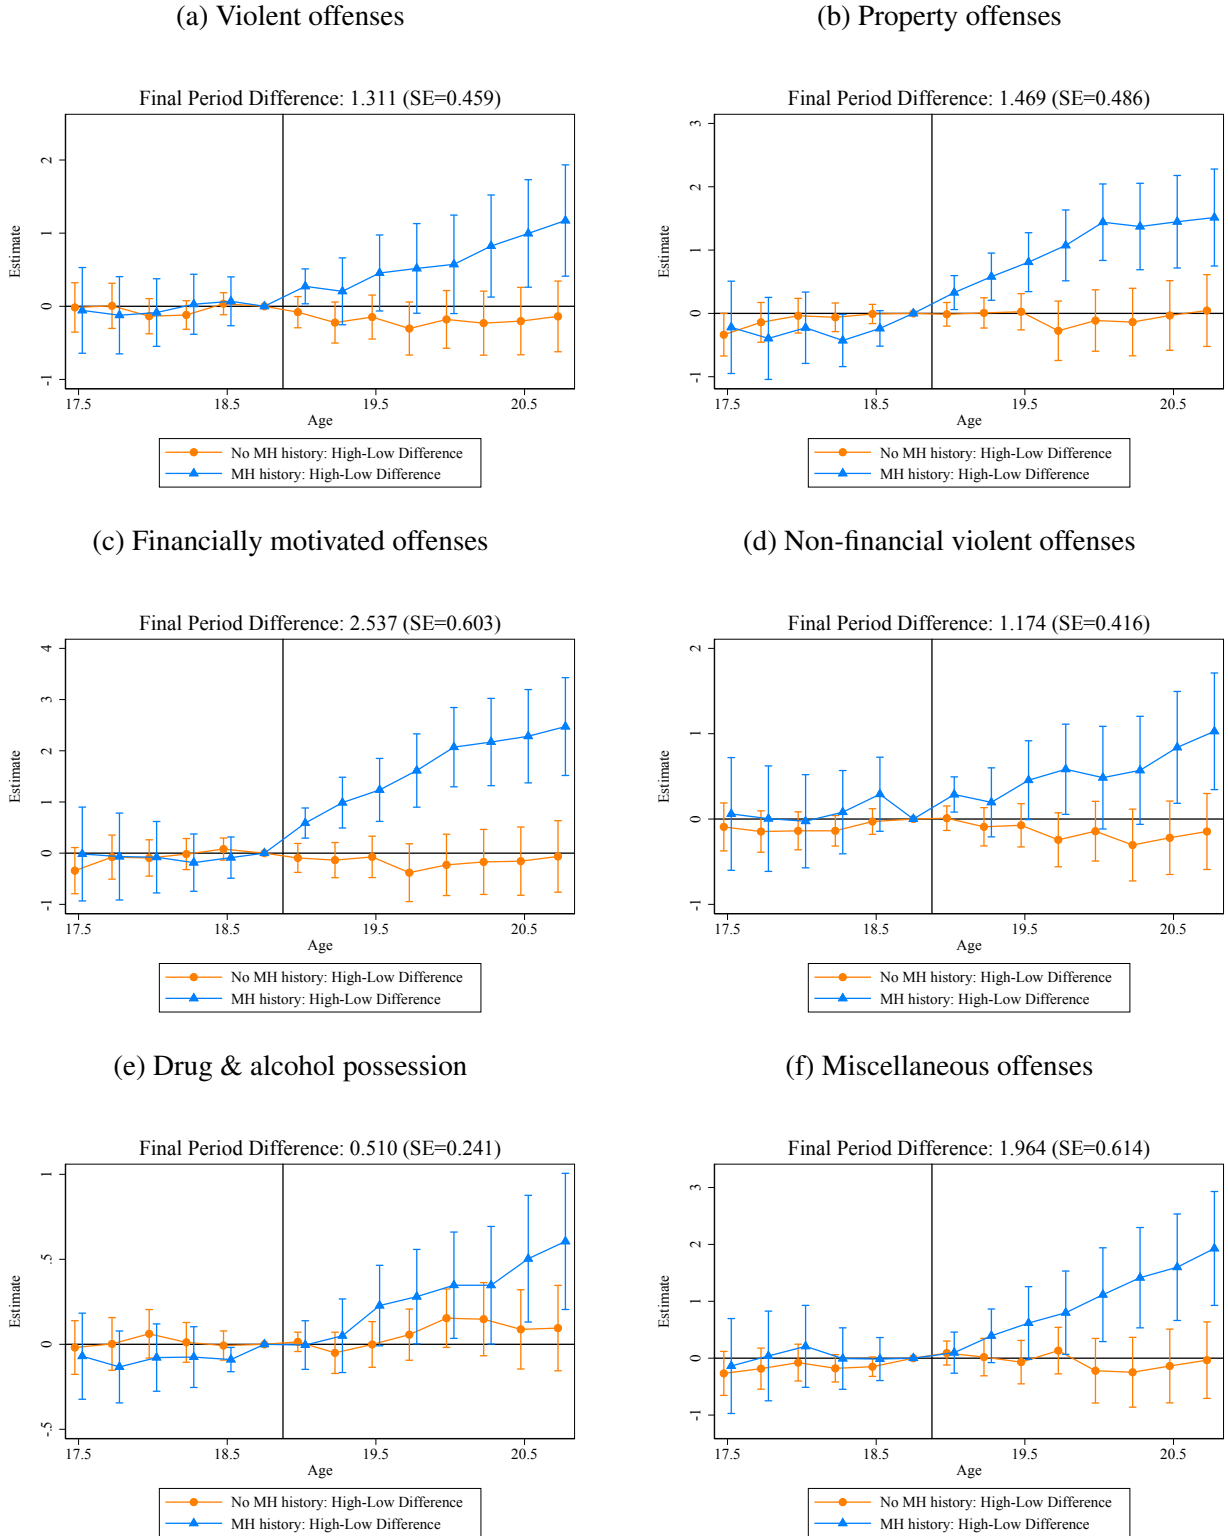 (a) Violent offenses
Final Period Difference: 1.311 (SE=0.459)
Estimate
2
1
0
-1
17.5 18.5 19.5 20.5
Age
No MH history: High-Low Difference
MH history: High-Low Difference
(b) Property offenses
Final Period Difference: 1.469 (SE=0.486)
Estimate
3
2
1
0
-1
17.5 18.5 19.5 20.5
Age
No MH history: High-Low Difference
MH history: High-Low Difference
(c) Financially motivated offenses
Final Period Difference: 2.537 (SE=0.603)
Estimate
4
3
2
1
0
-1
17.5 18.5 19.5 20.5
Age
No MH history: High-Low Difference
MH history: High-Low Difference
(d) Non-financial violent offenses
Final Period Difference: 1.174 (SE=0.416)
Estimate
2
1
0
-1
17.5 18.5 19.5 20.5
Age
No MH history: High-Low Difference
MH history: High-Low Difference
(e) Drug & alcohol possession
Final Period Difference: 0.510 (SE=0.241)
Estimate
1
.5
0
-.5
17.5 18.5 19.5 20.5
Age
No MH history: High-Low Difference
MH history: High-Low Difference
(f) Miscellaneous offenses
Final Period Difference: 1.964 (SE=0.614)
Estimate
3
2
1
0
-1
17.5 18.5 19.5 20.5
Age
No MH history: High-Low Difference
MH history: High-Low Difference